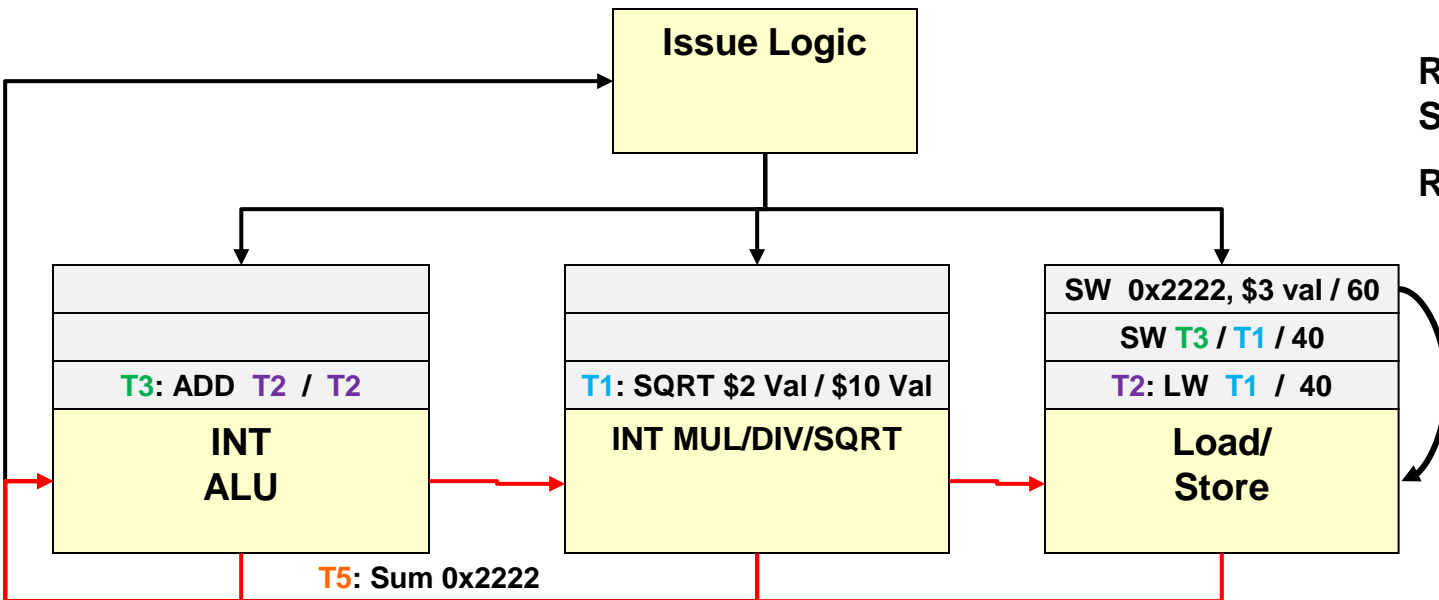 Issue Logic
R
S
R
SW 0x2222, $3 val / 60
SW T3 / T1 / 40
T3: ADD T2 / T2
T1: SQRT $2 Val / $10 Val
T2: LW T1 / 40
INT
ALU
INT MUL/DIV/SQRT
Load/
Store
T5: Sum 0x2222